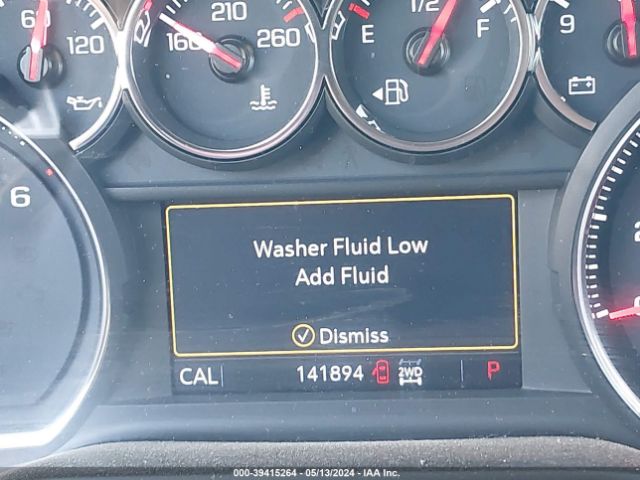 60 120
160 210 260
E 1/2 F
9
6
Washer Fluid Low
Add Fluid
Dismiss
CAL 141894 2WD P
000-39415264 - 05/13/2024 - IAA Inc.